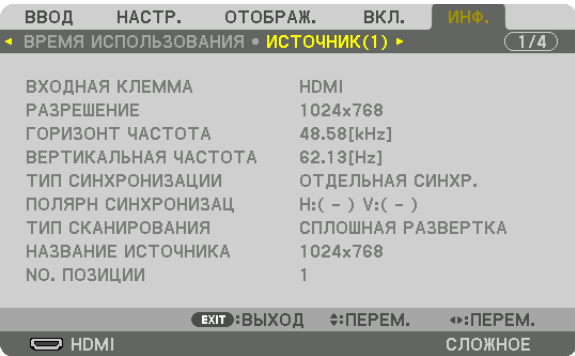 ВВОД НАСТР. ОТОБРАЖ. ВКЛ. ИНФ.
ВРЕМЯ ИСПОЛЬЗОВАНИЯ • ИСТОЧНИК(1) 1/4
ВХОДНАЯ КЛЕММА HDMI
РАЗРЕШЕНИЕ 1024x768
ГОРИЗОНТ ЧАСТОТА 48.58[kHz]
ВЕРТИКАЛЬНАЯ ЧАСТОТА 62.13[Hz]
ТИП СИНХРОНИЗАЦИИ ОТДЕЛЬНАЯ СИНХР.
ПОЛЯРН СИНХРОНИЗАЦ H:( – ) V:( – )
ТИП СКАНИРОВАНИЯ СПЛОШНАЯ РАЗВЕРТКА
НАЗВАНИЕ ИСТОЧНИКА 1024x768
NO. ПОЗИЦИИ 1
EXIT :ВЫХОД :ПЕРЕМ. :ПЕРЕМ.
HDMI СЛОЖНОЕ